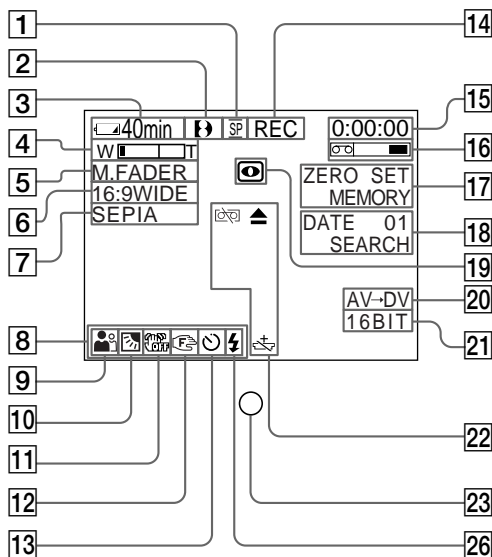 1
14
2
3
15
40min SP REC 0:00:00
4
W T
16
5
M.FADER
ZERO SET
MEMORY
17
6
16:9WIDE
7
SEPIA
DATE 01
SEARCH
18
19
AV→DV
20
16BIT
21
8
OFF
F
9
10
22
11
12
23
13
26